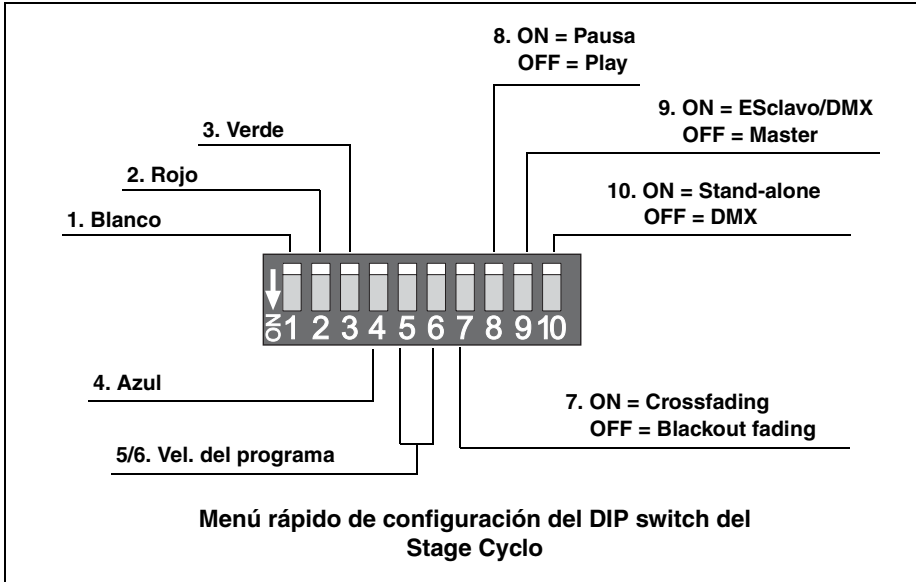 8. ON = Pausa
OFF = Play
9. ON = ESclavo/DMX
OFF = Master
3. Verde
2. Rojo
10. ON = Stand-alone
OFF = DMX
1. Blanco
ON
1 2 3 4 5 6 7 8 9 10
4. Azul
7. ON = Crossfading
OFF = Blackout fading
5/6. Vel. del programa
Menú rápido de configuración del DIP switch del
Stage Cyclo